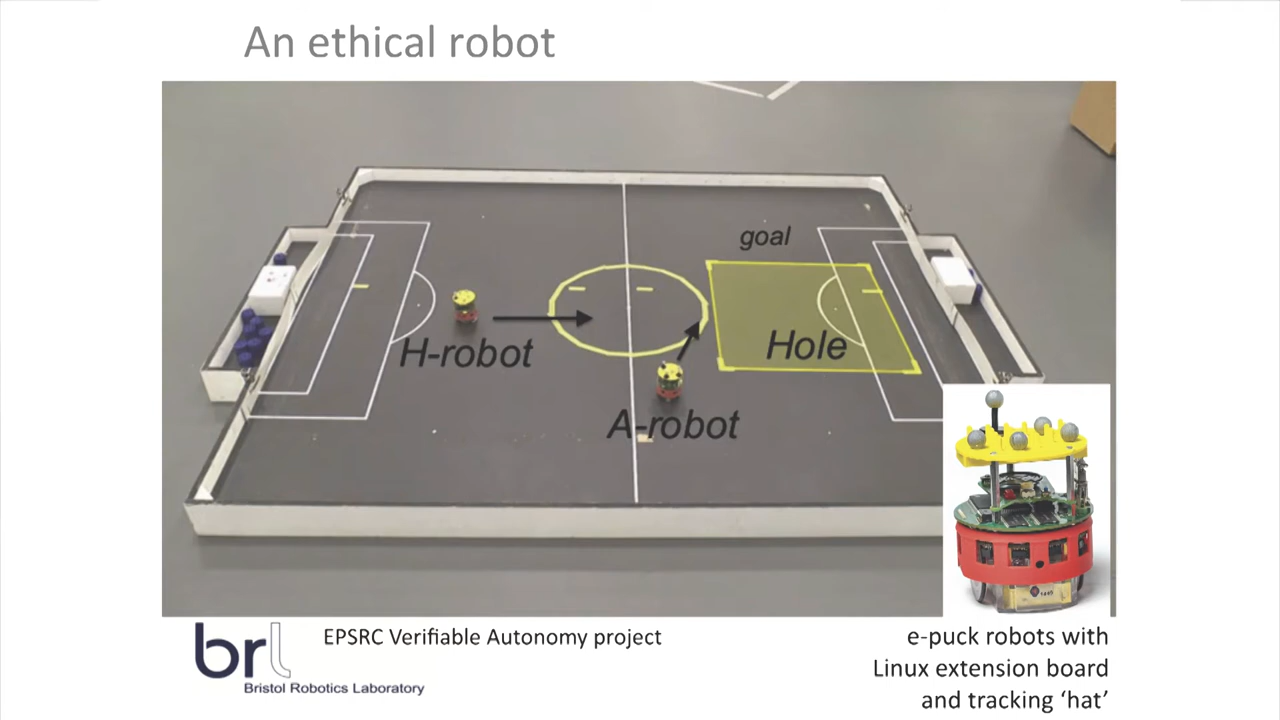 An ethical robot
goal
Hole
H-robot
A-robot
brl
Bristol Robotics Laboratory
EPSRC Verifiable Autonomy project
e-puck robots with
Linux extension board
and tracking ‘hat’